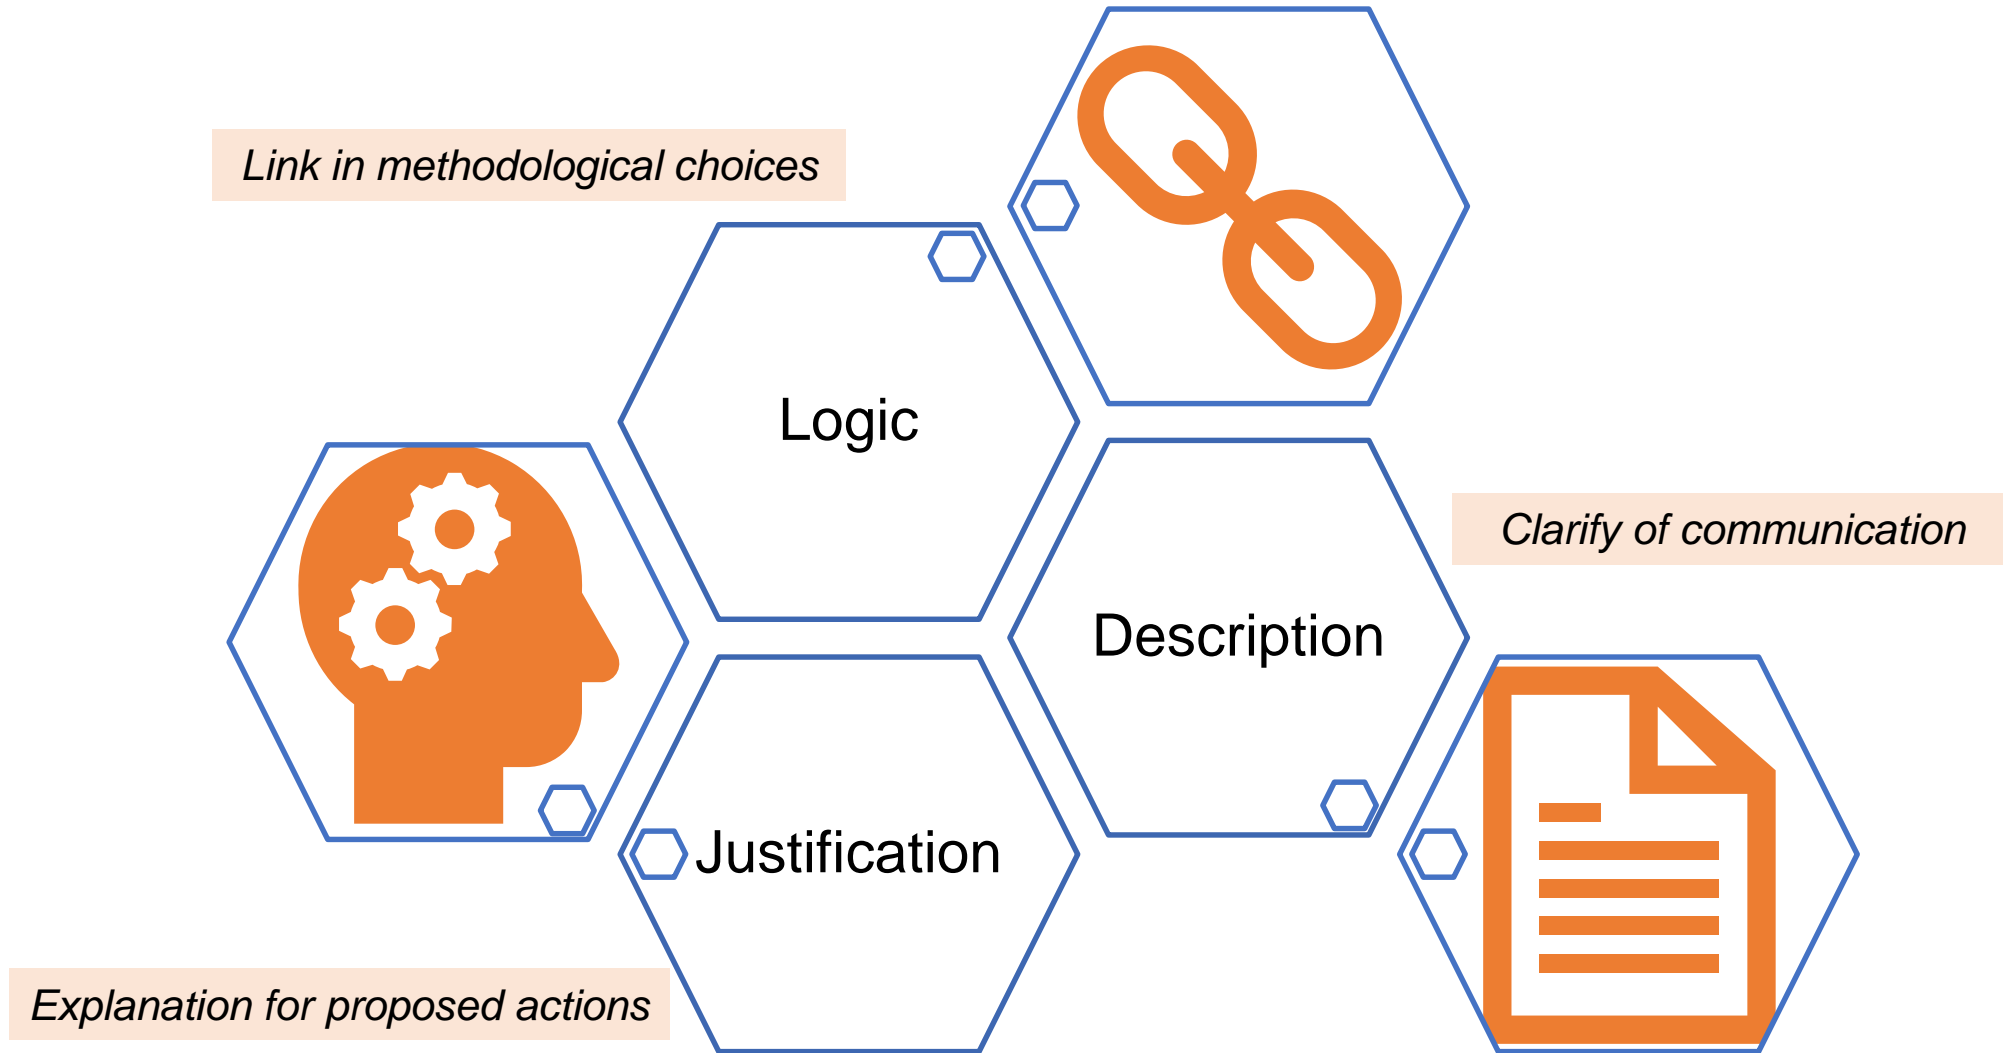 Link in methodological choices
Logic
Clarify of communication
Description
Justification
Explanation for proposed actions